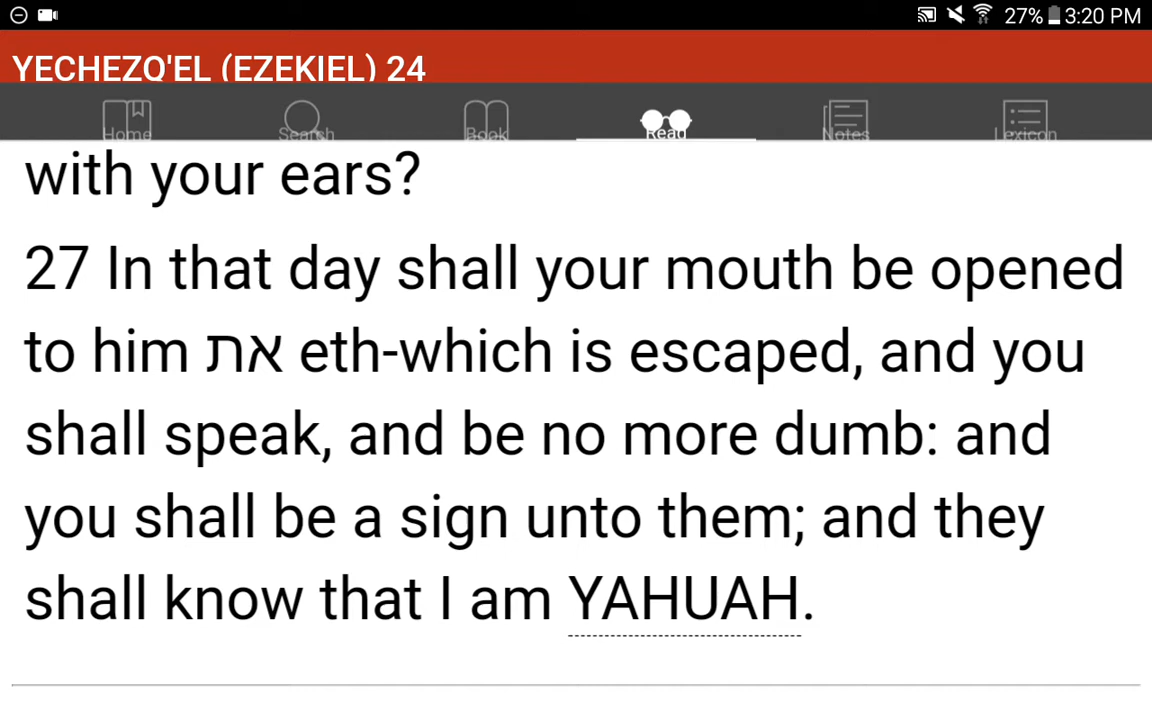 27% 3:20 PM
YECHEZQ'EL (EZEKIEL) 24
Home Search Book Read Notes Lexicon
with your ears?
27 In that day shall your mouth be opened
to him את eth-which is escaped, and you
shall speak, and be no more dumb: and
you shall be a sign unto them; and they
shall know that I am YAHUAH.